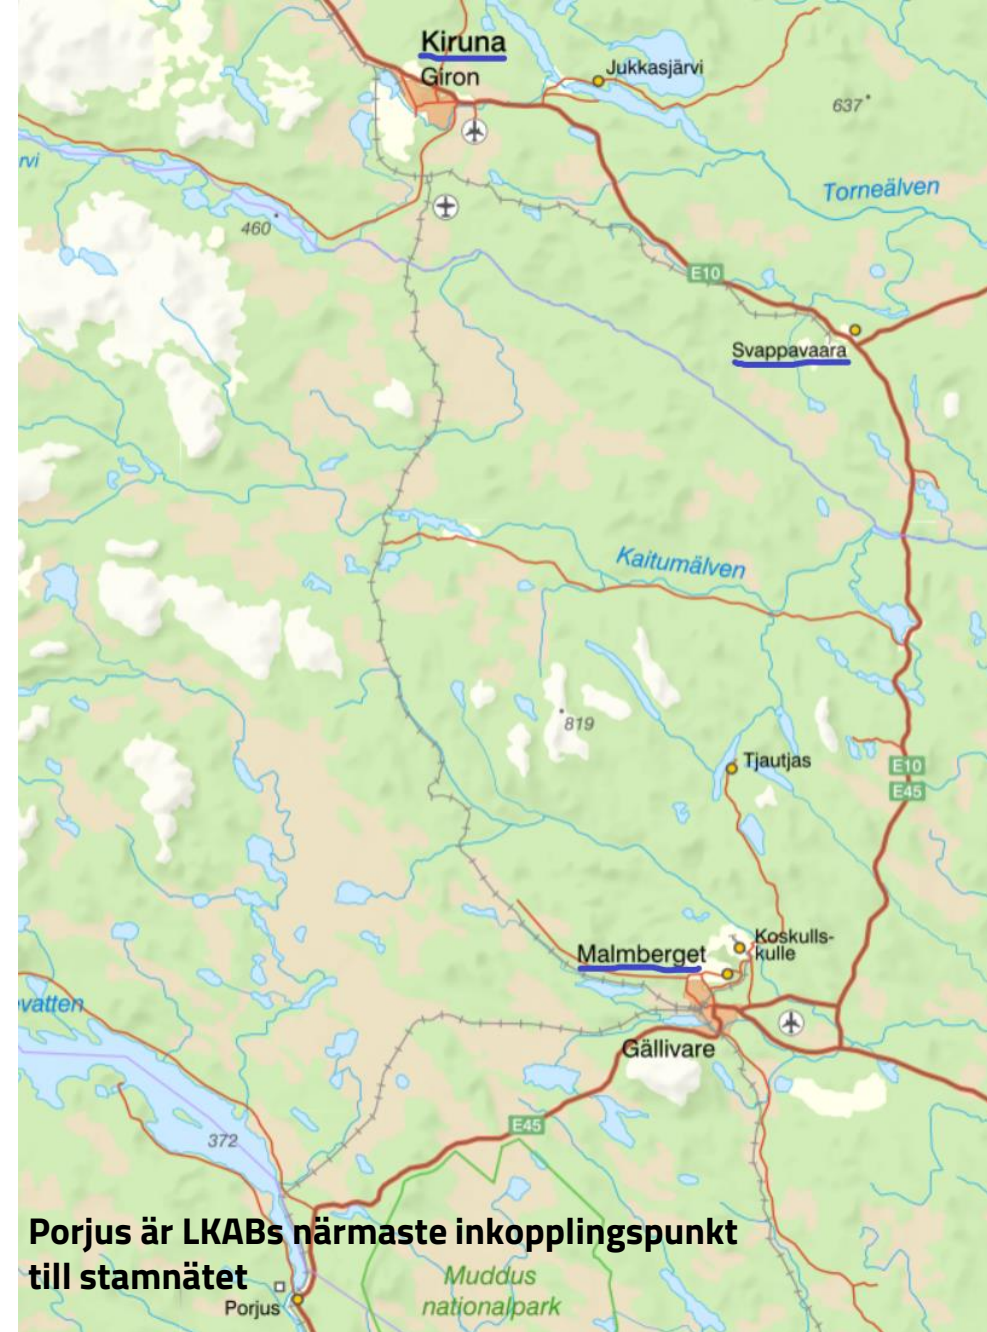 Kiruna
Giron
Jukkasjärvi
637
rvi
Torneälven
460
E10
Svappavaara
Kaitumälven
819
Tjautjas
E10
E45
Koskulls-
kulle
Malmberget
vatten
Gällivare
E45
372
Porjus är LKABs närmaste inkopplingspunkt
till stamnätet
Muddus
nationalpark
Porjus